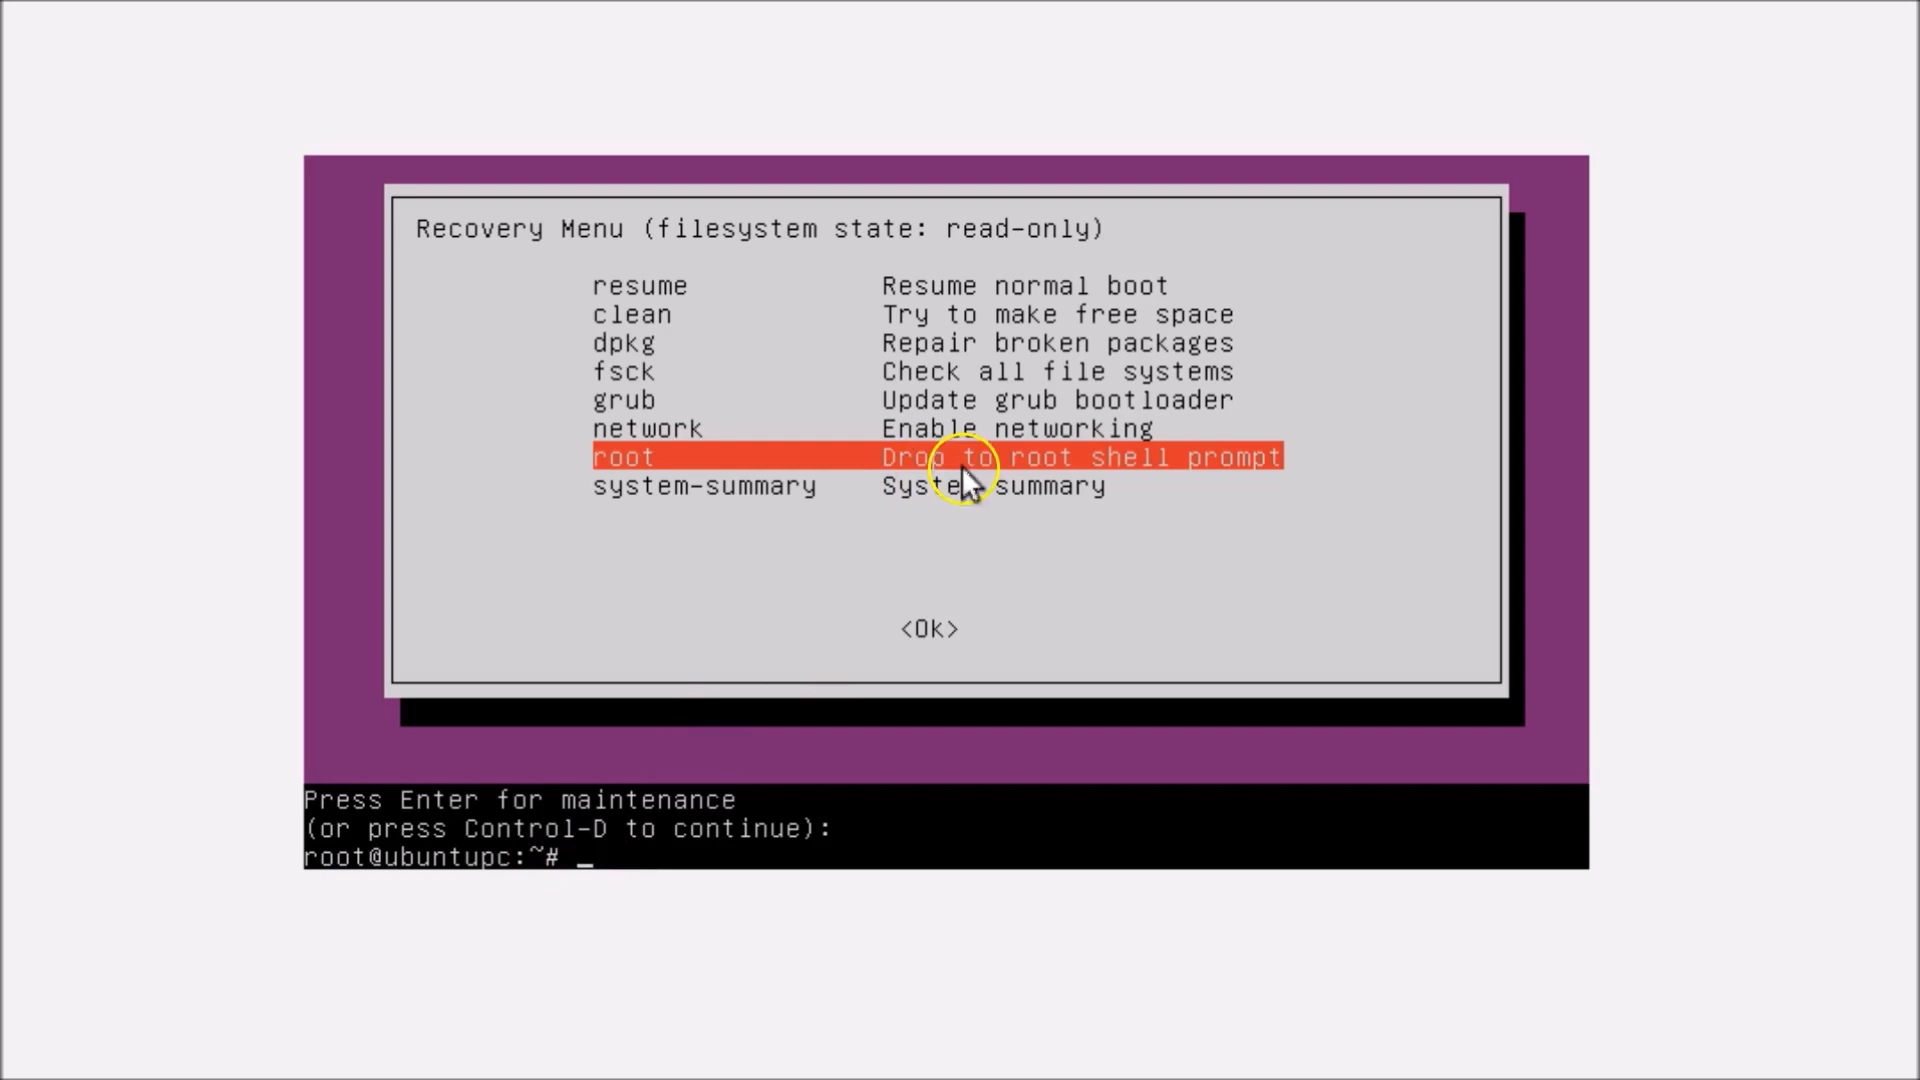 Recovery Menu (filesystem state: read-only)
resume Resume normal boot
clean Try to make free space
dpkg Repair broken packages
fsck Check all file systems
grub Update grub bootloader
network Enable networking
root Drop to root shell prompt
system-summary System summary
<Ok>
Press Enter for maintenance
(or press Control-D to continue):
root@ubuntupc:~# _